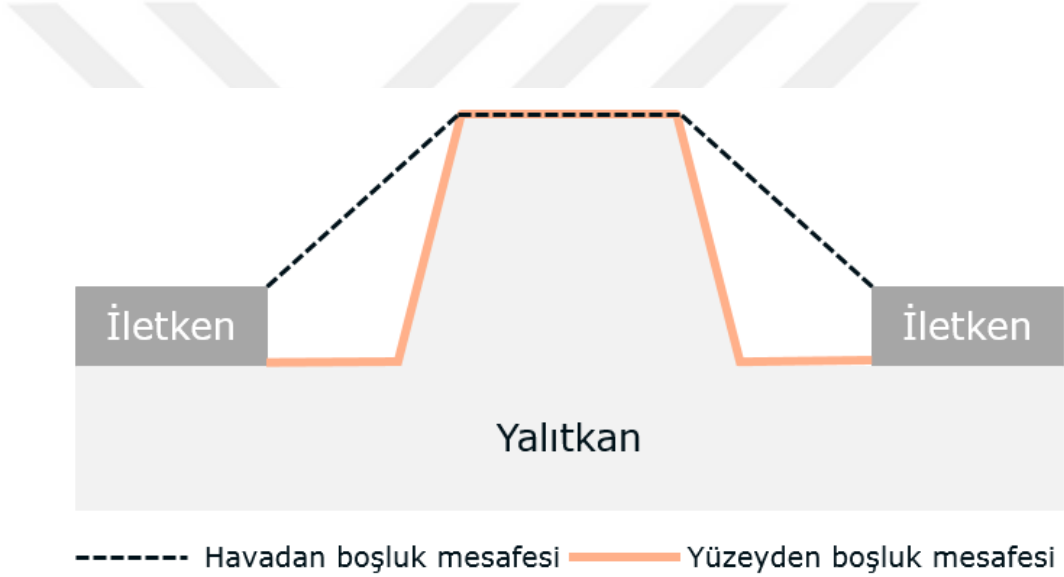 İletken
İletken
Yalıtkan
Havadan boşluk mesafesi
Yüzeyden boşluk mesafesi